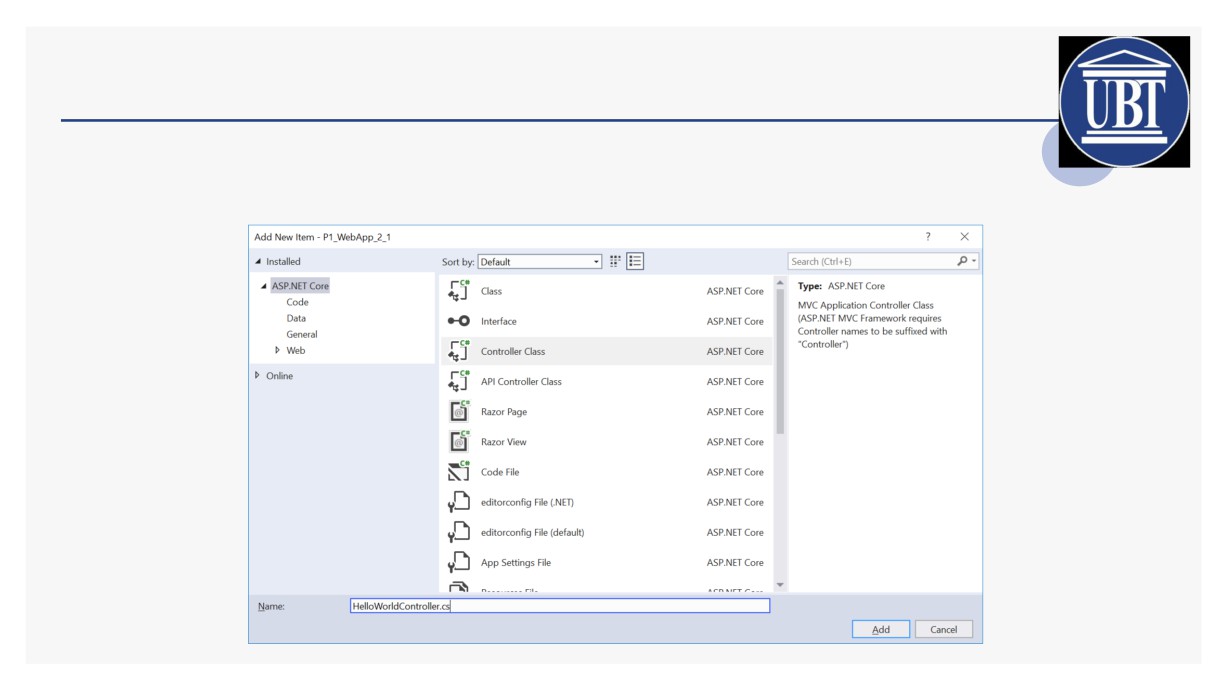 UBT
Add New Item - P1_WebApp_2_1
Installed
Sort by: Default
Search (Ctrl+E)
ASP.NET Core
Code
Data
General
Web
Online
Class ASP.NET Core
Interface ASP.NET Core
Controller Class ASP.NET Core
API Controller Class ASP.NET Core
Razor Page ASP.NET Core
Razor View ASP.NET Core
Code File ASP.NET Core
editorconfig File (.NET) ASP.NET Core
editorconfig File (default) ASP.NET Core
App Settings File ASP.NET Core
Type: ASP.NET Core
MVC Application Controller Class
(ASP.NET MVC Framework requires
Controller names to be suffixed with
"Controller")
Name: HelloWorldController.cs
Add Cancel